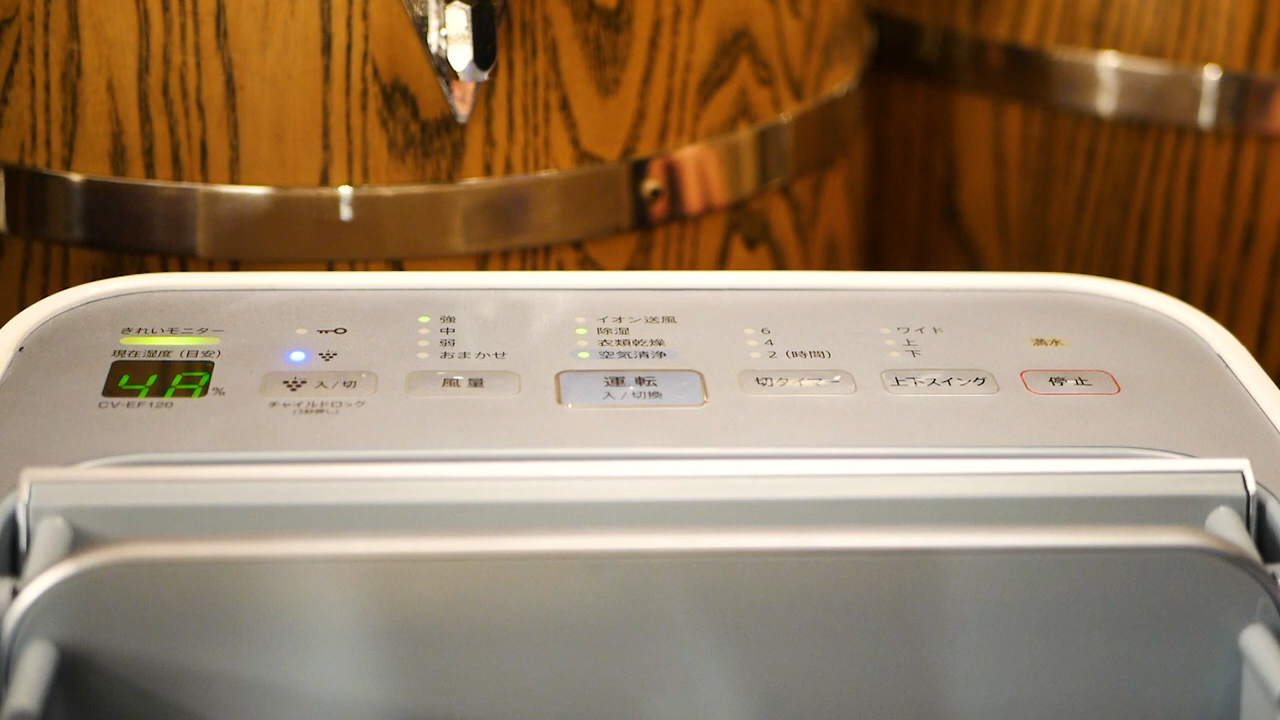 きれいモニター
現在湿度(目安)
%
CV-EF120
入/切
チャイルドロック
(3秒押し)
強
中
弱
おまかせ
風量
イオン送風
除湿
衣類乾燥
空気清浄
運転
入/切換
6
4
2(時間)
切タイマー
ワイド
上
下
上下スイング
満水
停止